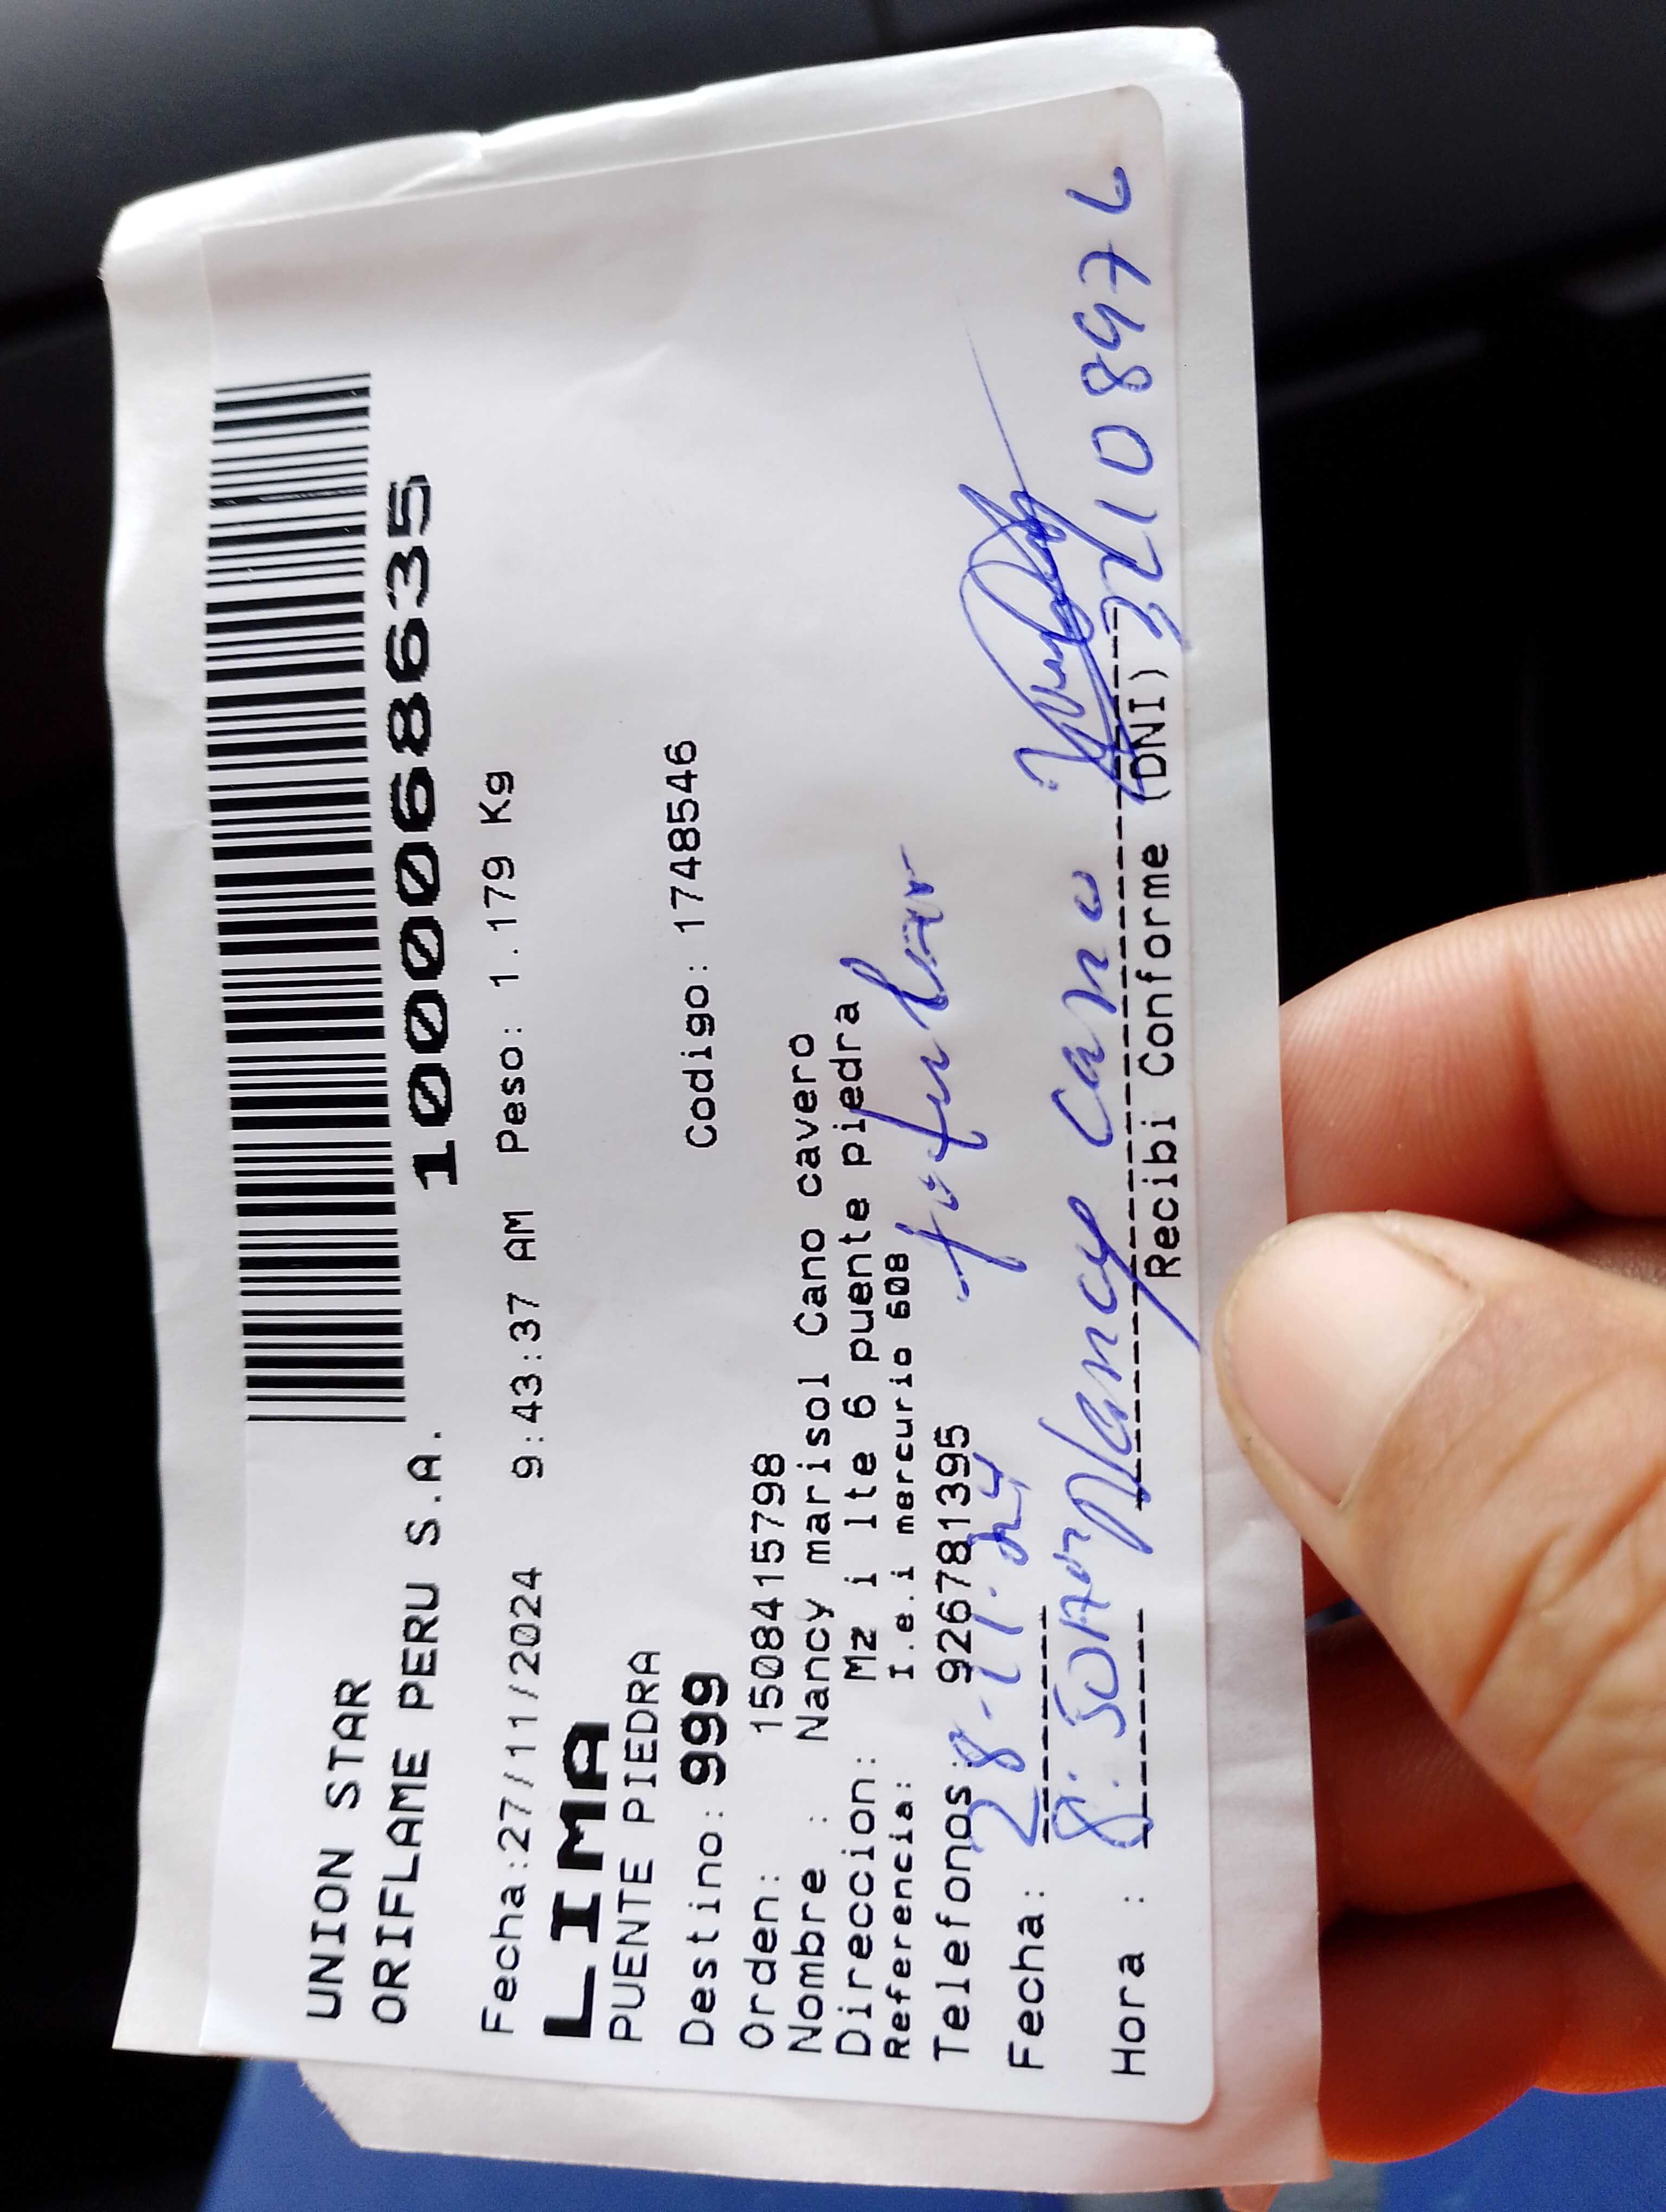 UNION STAR
ORIFLAME PERU S.A.
1000068635
Fecha:27/11/2024 9:43:37 AM Peso: 1.179 Kg
LIMA
PUENTE PIEDRA
Destino: 999 Codigo: 1748546
Orden: 1508415798
Nombre : Nancy marisol Cano cavero
Direccion: Mz i lte 6 puente piedra
Referencia: I.e.i mercurio 608
Telefonos: 926781395
titular
Fecha: 28-11-24
Hora : 8:50Am Nancy Cano
Recibi Conforme (DNI)